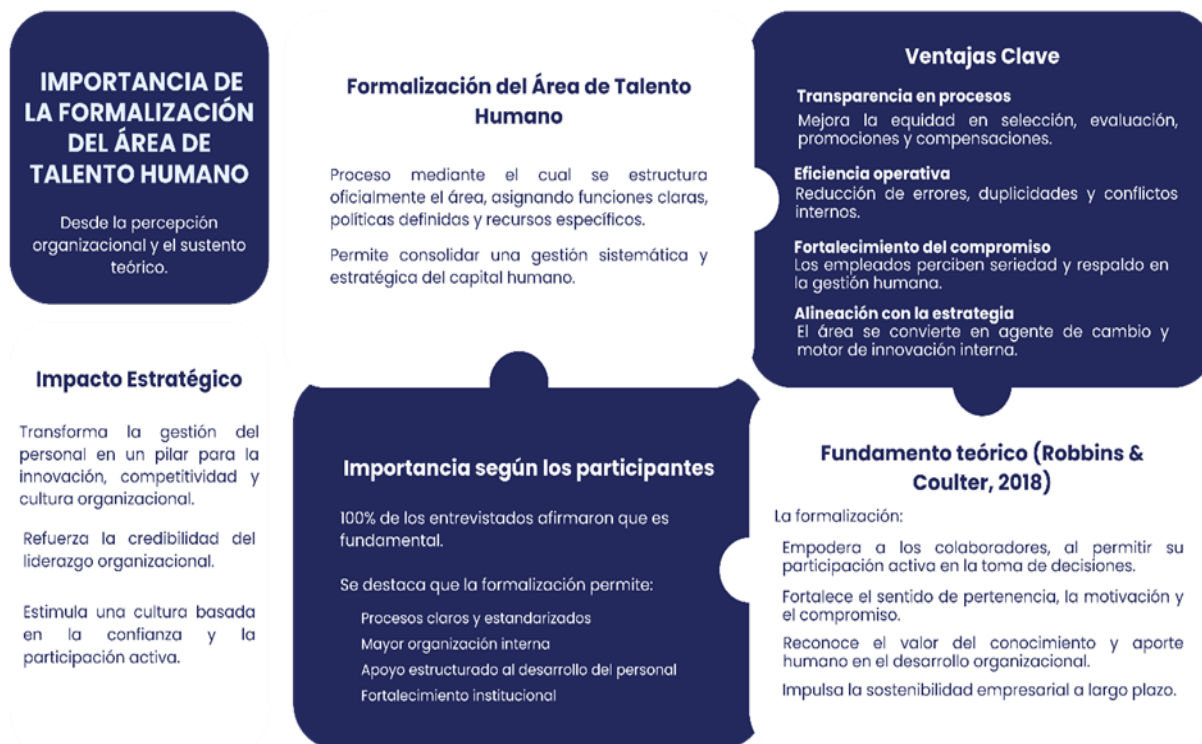 IMPORTANCIA DE
LA FORMALIZACIÓN
DEL ÁREA DE
TALENTO HUMANO
Desde la percepción
organizacional y el sustento
teórico.
Formalización del Área de Talento
Humano
Proceso mediante el cual se estructura
oficialmente el área, asignando funciones claras,
políticas definidas y recursos específicos.
Permite consolidar una gestión sistemática y
estratégica del capital humano.
Ventajas Clave
Transparencia en procesos
Mejora la equidad en selección, evaluación,
promociones y compensaciones.
Eficiencia operativa
Reducción de errores, duplicidades y conflictos
internos.
Fortalecimiento del compromiso
Los empleados perciben seriedad y respaldo en
la gestión humana.
Alineación con la estrategia
El área se convierte en agente de cambio y
motor de innovación interna.
Impacto Estratégico
Transforma la gestión del
personal en un pilar para la
innovación, competitividad y
cultura organizacional.
Refuerza la credibilidad del
liderazgo organizacional.
Estimula una cultura basada
en la confianza y la
participación activa.
Importancia según los participantes
100% de los entrevistados afirmaron que es
fundamental.
Se destaca que la formalización permite:
Procesos claros y estandarizados
Mayor organización interna
Apoyo estructurado al desarrollo del personal
Fortalecimiento institucional
Fundamento teórico (Robbins &
Coulter, 2018)
La formalización:
Empodera a los colaboradores, al permitir su
participación activa en la toma de decisiones.
Fortalece el sentido de pertenencia, la motivación y
el compromiso.
Reconoce el valor del conocimiento y aporte
humano en el desarrollo organizacional.
Impulsa la sostenibilidad empresarial a largo plazo.